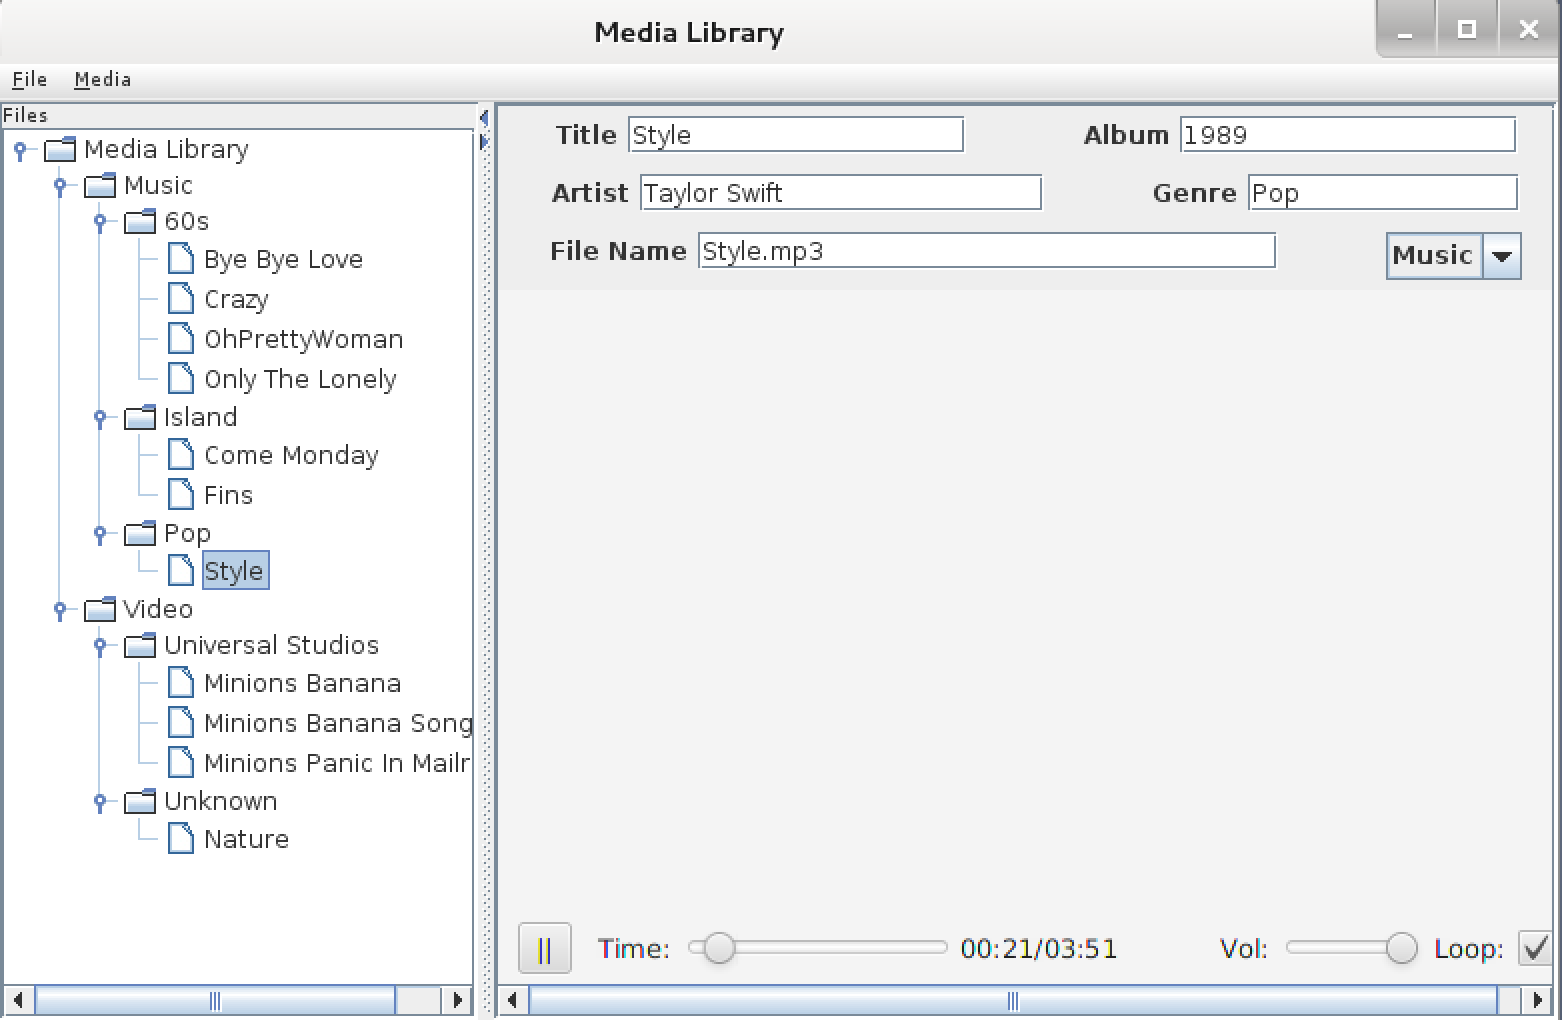 Media Library
File Media
Files
Media Library
Music
60s
Bye Bye Love
Crazy
OhPrettyWoman
Only The Lonely
Island
Come Monday
Fins
Pop
Style
Video
Universal Studios
Minions Banana
Minions Banana Song
Minions Panic In Mailr
Unknown
Nature
Title Style Album 1989
Artist Taylor Swift Genre Pop
File Name Style.mp3 Music
|| Time: 00:21/03:51 Vol: Loop: